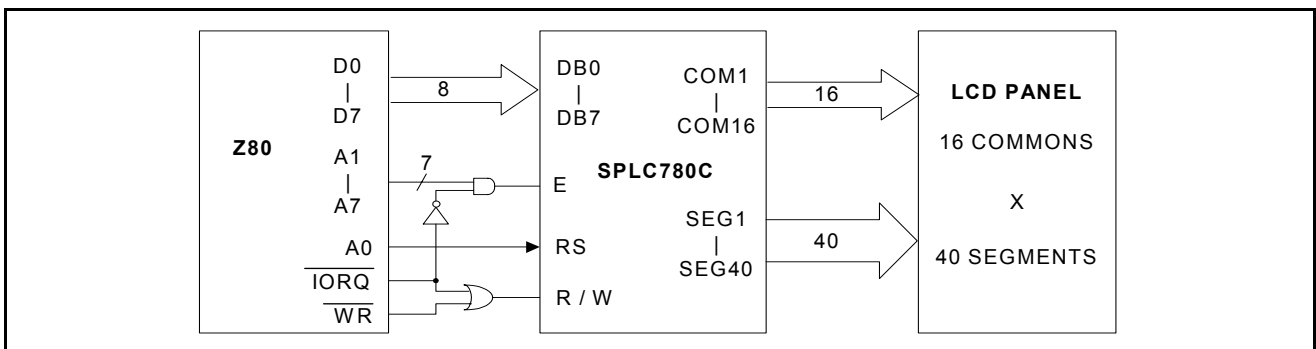 Z80
D0
|
D7
A1
|
A7
A0
IORQ
WR
8
7
DB0
|
DB7
E
RS
R / W
SPLC780C
COM1
|
COM16
SEG1
|
SEG40
16
40
LCD PANEL
16 COMMONS
X
40 SEGMENTS